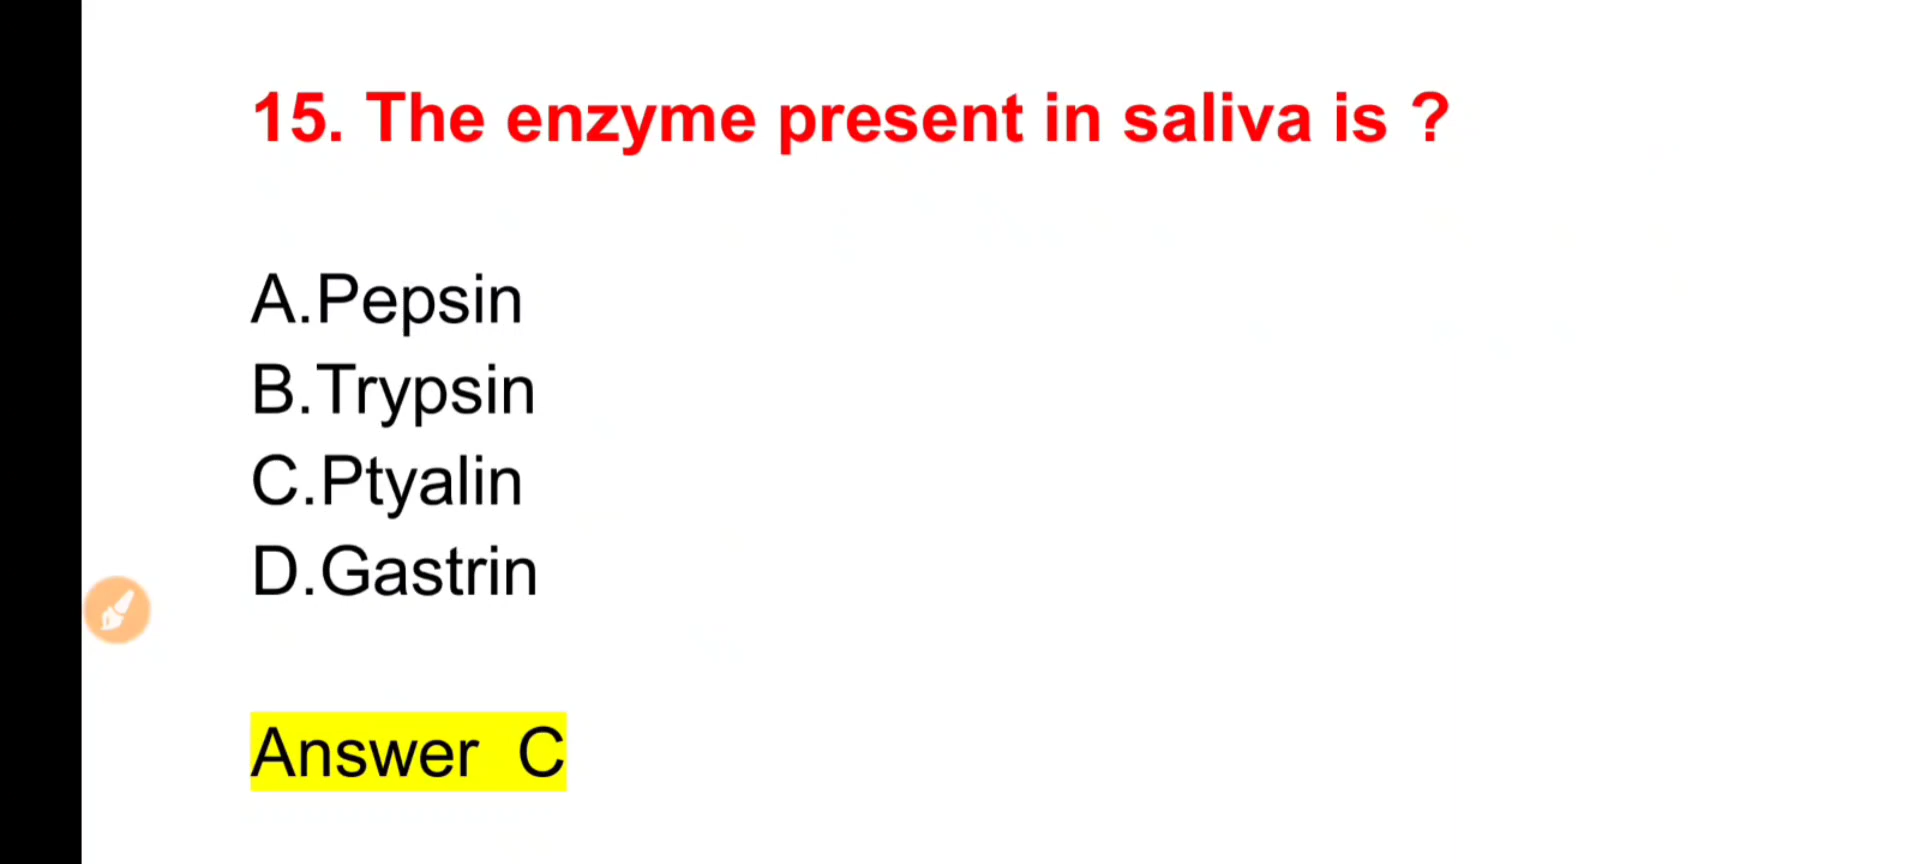 15. The enzyme present in saliva is ?
A.Pepsin
B.Trypsin
C.Ptyalin
D.Gastrin
Answer  C